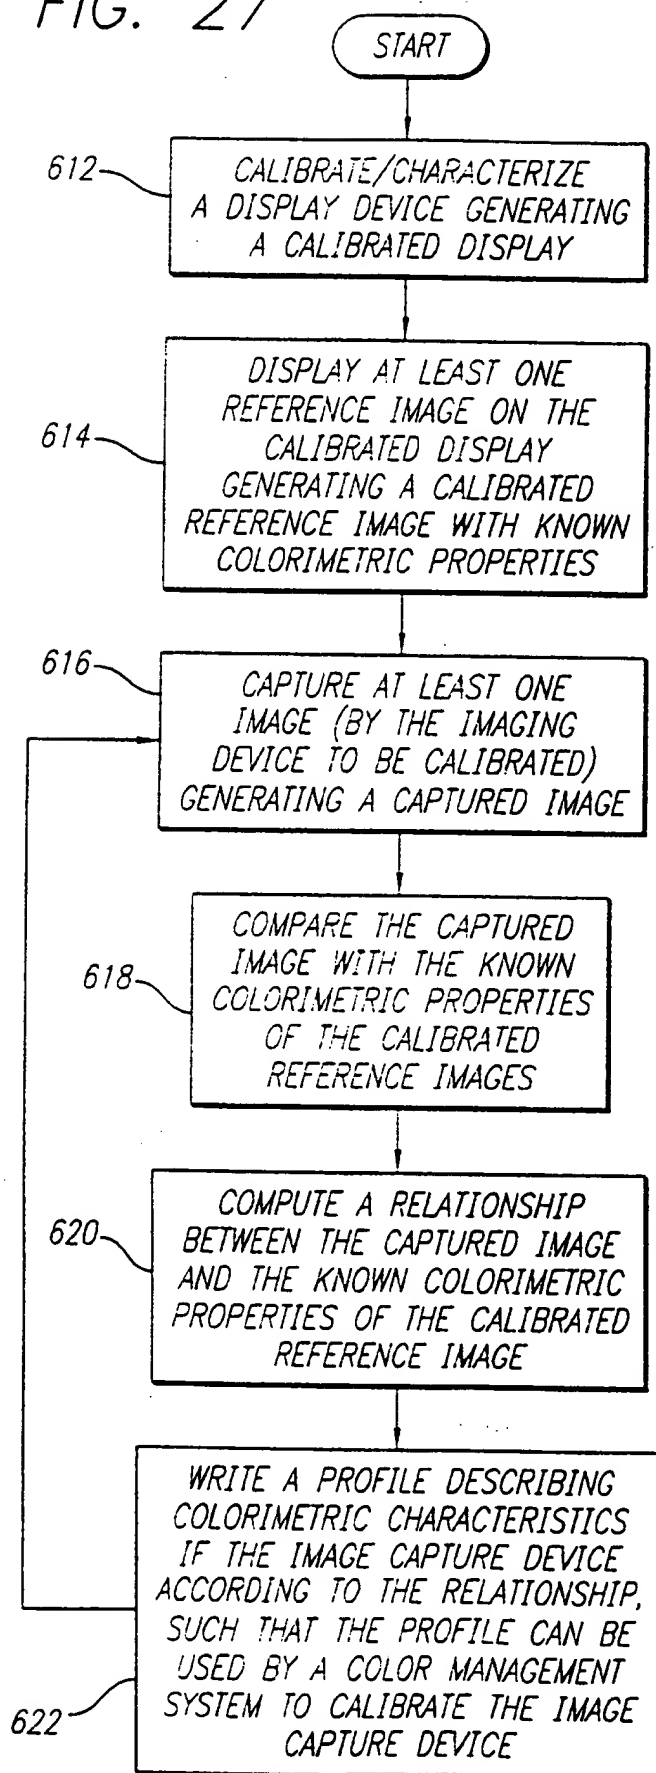 FIG. 27
START
612
CALIBRATE/CHARACTERIZE
A DISPLAY DEVICE GENERATING
A CALIBRATED DISPLAY
614
DISPLAY AT LEAST ONE
REFERENCE IMAGE ON THE
CALIBRATED DISPLAY
GENERATING A CALIBRATED
REFERENCE IMAGE WITH KNOWN
COLORIMETRIC PROPERTIES
616
CAPTURE AT LEAST ONE
IMAGE (BY THE IMAGING
DEVICE TO BE CALIBRATED)
GENERATING A CAPTURED IMAGE
618
COMPARE THE CAPTURED
IMAGE WITH THE KNOWN
COLORIMETRIC PROPERTIES
OF THE CALIBRATED
REFERENCE IMAGES
620
COMPUTE A RELATIONSHIP
BETWEEN THE CAPTURED IMAGE
AND THE KNOWN COLORIMETRIC
PROPERTIES OF THE CALIBRATED
REFERENCE IMAGE
622
WRITE A PROFILE DESCRIBING
COLORIMETRIC CHARACTERISTICS
IF THE IMAGE CAPTURE DEVICE
ACCORDING TO THE RELATIONSHIP,
SUCH THAT THE PROFILE CAN BE
USED BY A COLOR MANAGEMENT
SYSTEM TO CALIBRATE THE IMAGE
CAPTURE DEVICE